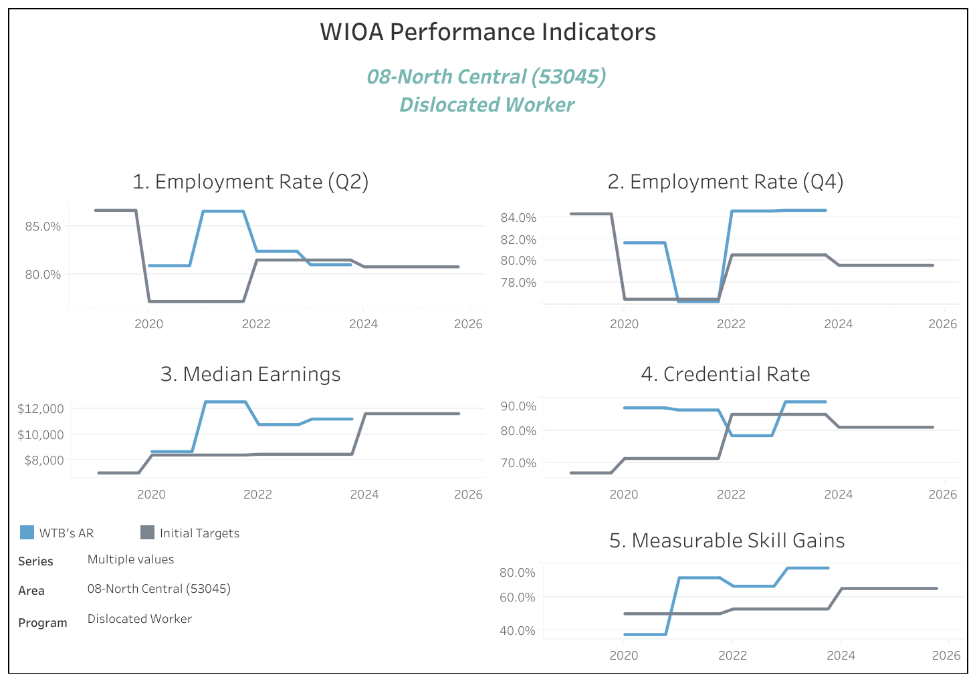 WIOA Performance Indicators
08-North Central (53045)
Dislocated Worker
1. Employment Rate (Q2)
85.0%
80.0%
2020 2022 2024 2026
2. Employment Rate (Q4)
84.0%
82.0%
80.0%
78.0%
2020 2022 2024 2026
3. Median Earnings
$12,000
$10,000
$8,000
2020 2022 2024 2026
4. Credential Rate
90.0%
80.0%
70.0%
2020 2022 2024 2026
WTB's AR Initial Targets
Series Multiple values
Area 08-North Central (53045)
Program Dislocated Worker
5. Measurable Skill Gains
80.0%
60.0%
40.0%
2020 2022 2024 2026